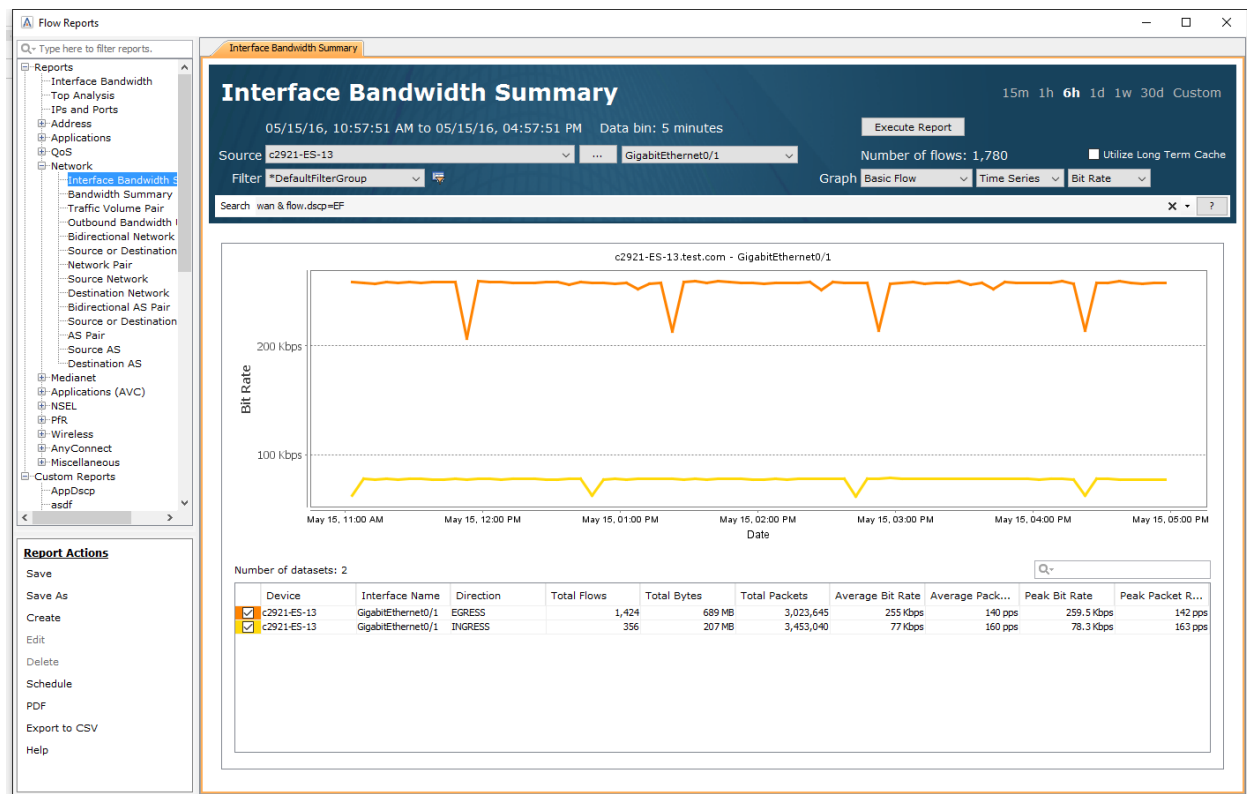 Flow Reports
Type here to filter reports.
Reports
Interface Bandwidth
Top Analysis
IPs and Ports
Address
Applications
QoS
Network
Interface Bandwidth S
Bandwidth Summary
Traffic Volume Pair
Outbound Bandwidth
Bidirectional Network
Source or Destination
Network Pair
Source Network
Destination Network
Bidirectional AS Pair
Source or Destination
AS Pair
Source AS
Destination AS
Medianet
Applications (AVC)
NSEL
PfR
Wireless
AnyConnect
Miscellaneous
Custom Reports
AppDscp
asdf
Report Actions
Save
Save As
Create
Edit
Delete
Schedule
PDF
Export to CSV
Help
Interface Bandwidth Summary
Interface Bandwidth Summary
15m 1h 6h 1d 1w 30d Custom
05/15/16, 10:57:51 AM to 05/15/16, 04:57:51 PM Data bin: 5 minutes
Execute Report
Source c2921-ES-13 ... GigabitEthernet0/1 Number of flows: 1,780 Utilize Long Term Cache
Filter *DefaultFilterGroup Graph Basic Flow Time Series Bit Rate
Search wan & flow.dscp=EF ?
c2921-ES-13.test.com - GigabitEthernet0/1
200 Kbps
Bit Rate
100 Kbps
May 15, 11:00 AM May 15, 12:00 PM May 15, 01:00 PM May 15, 02:00 PM May 15, 03:00 PM May 15, 04:00 PM May 15, 05:00 PM
Date
Number of datasets: 2
Device Interface Name Direction Total Flows Total Bytes Total Packets Average Bit Rate Average Pack... Peak Bit Rate Peak Packet R...
c2921-ES-13 GigabitEthernet0/1 EGRESS 1,424 689 MB 3,023,645 255 Kbps 140 pps 259.5 Kbps 142 pps
c2921-ES-13 GigabitEthernet0/1 INGRESS 356 207 MB 3,453,040 77 Kbps 160 pps 78.3 Kbps 163 pps